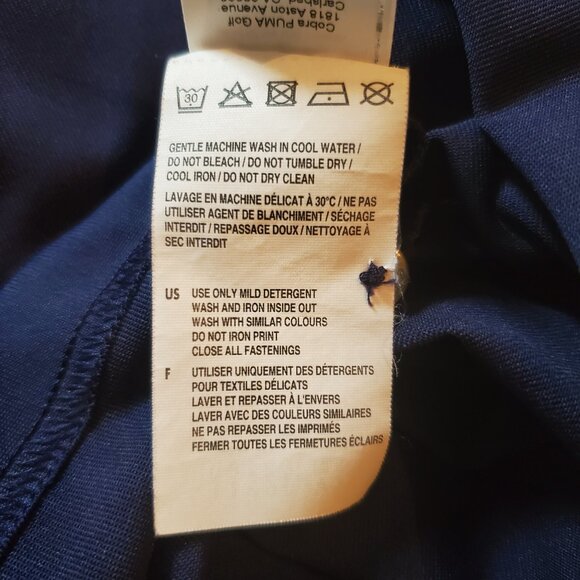 Cobra PUMA Golf
1818 Aston Avenue
Carlsbad, CA
30
GENTLE MACHINE WASH IN COOL WATER /
DO NOT BLEACH / DO NOT TUMBLE DRY /
COOL IRON / DO NOT DRY CLEAN
LAVAGE EN MACHINE DÉLICAT À 30°C / NE PAS
UTILISER AGENT DE BLANCHIMENT / SÉCHAGE
INTERDIT / REPASSAGE DOUX / NETTOYAGE À
SEC INTERDIT
US USE ONLY MILD DETERGENT
WASH AND IRON INSIDE OUT
WASH WITH SIMILAR COLOURS
DO NOT IRON PRINT
CLOSE ALL FASTENINGS
F UTILISER UNIQUEMENT DES DÉTERGENTS
POUR TEXTILES DÉLICATS
LAVER ET REPASSER À L'ENVERS
LAVER AVEC DES COULEURS SIMILAIRES
NE PAS REPASSER LES IMPRIMÉS
FERMER TOUTES LES FERMETURES ÉCLAIRS